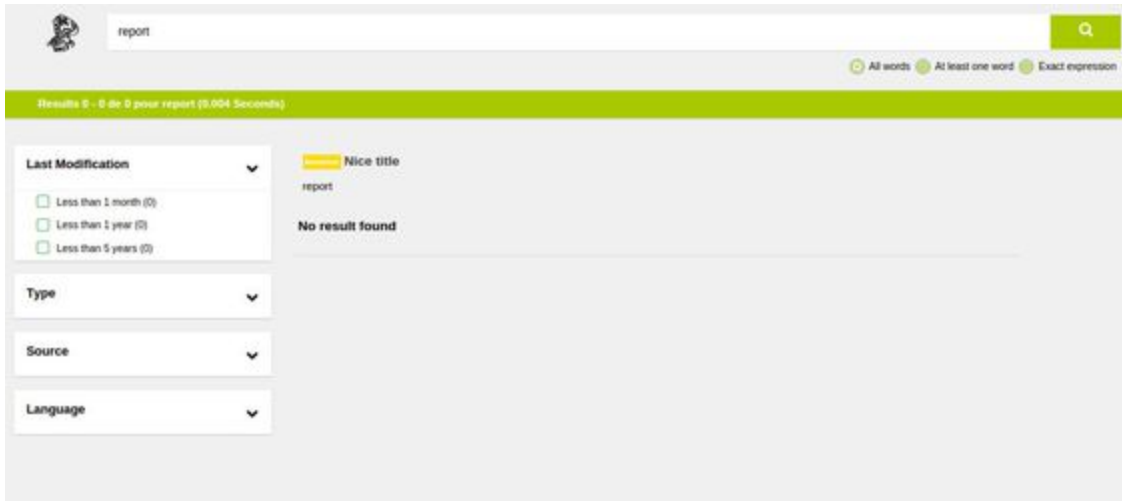 report
All words At least one word Exact expression
Results 0 - 0 de 0 pour report (0.004 Seconds)
Last Modification
Less than 1 month (0)
Less than 1 year (0)
Less than 5 years (0)
Type
Source
Language
Nice title
report
No result found